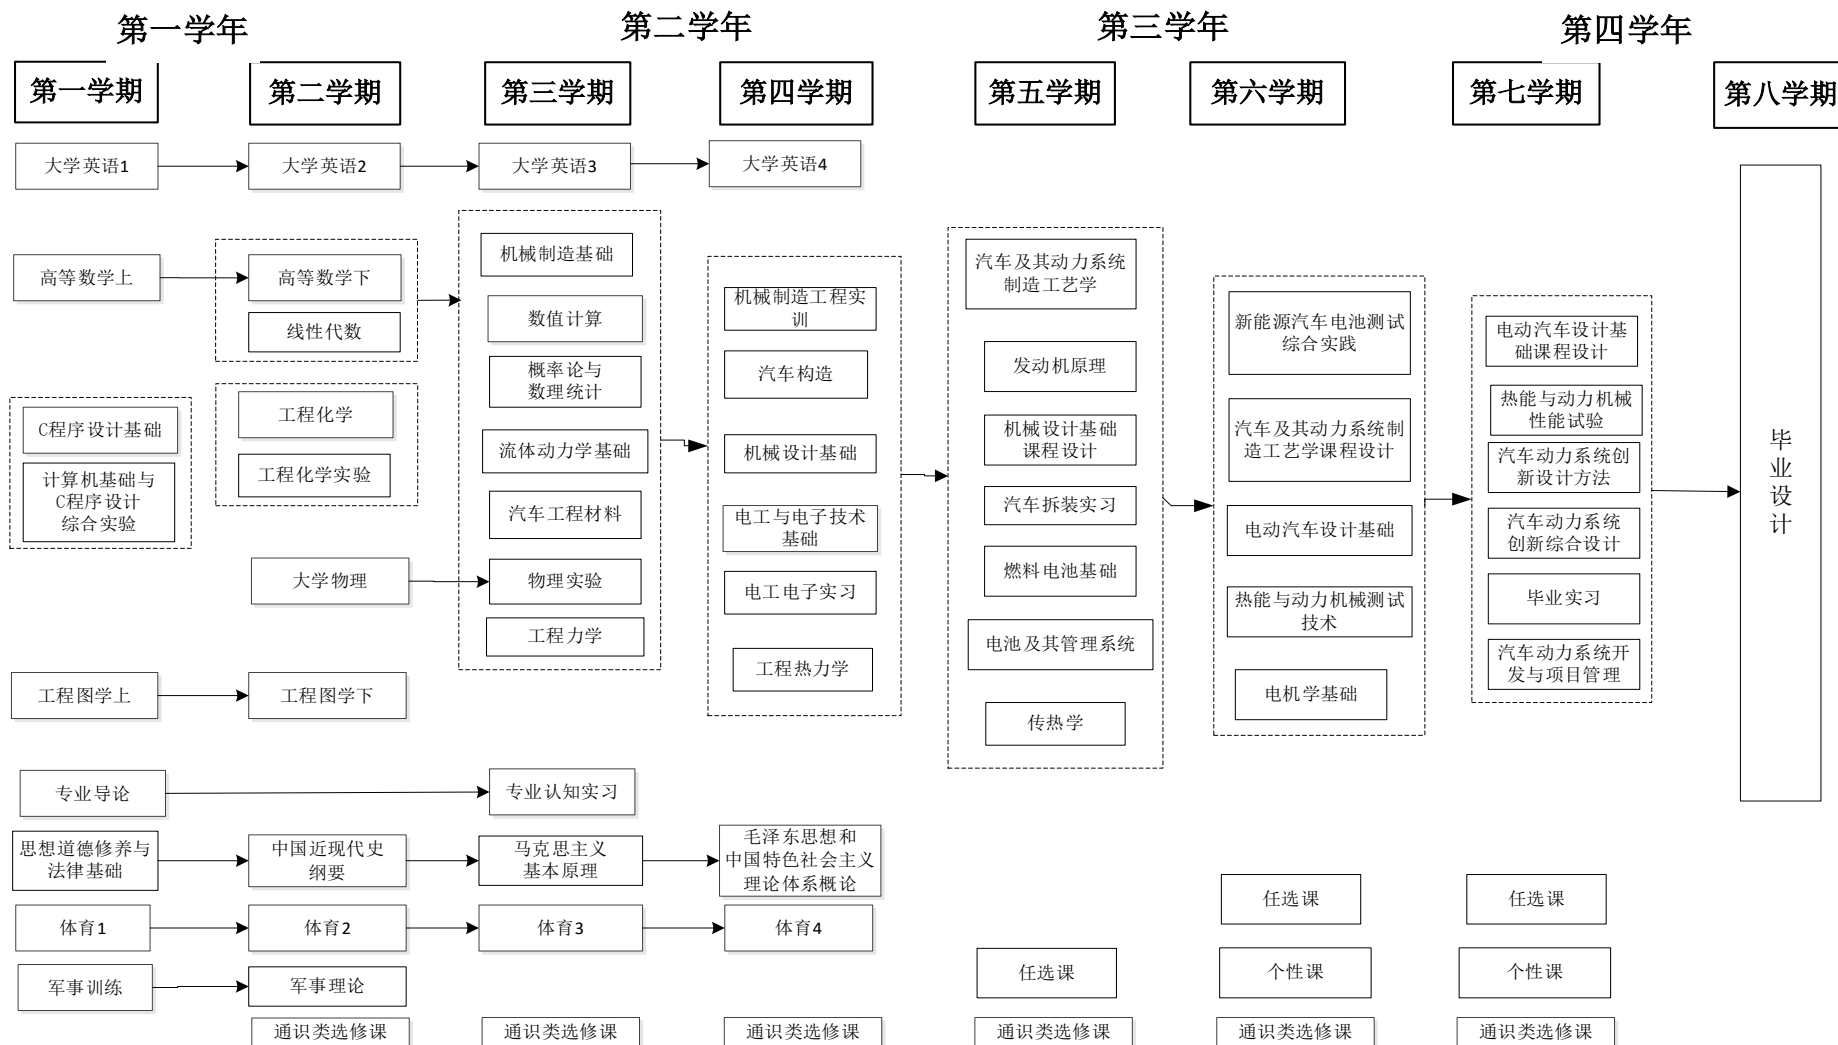 第一学年
第二学年
第三学年
第四学年
第一学期
第二学期
第三学期
第四学期
第五学期
第六学期
第七学期
第八学期
大学英语1
大学英语2
大学英语3
大学英语4
高等数学上
高等数学下
线性代数
C程序设计基础
计算机基础与
C程序设计
综合实验
工程化学
工程化学实验
大学物理
工程图学上
工程图学下
机械制造基础
数值计算
概率论与
数理统计
流体动力学基础
汽车工程材料
物理实验
工程力学
机械制造工程实
训
汽车构造
机械设计基础
电工与电子技术
基础
电工电子实习
工程热力学
汽车及其动力系统
制造工艺学
发动机原理
机械设计基础
课程设计
汽车拆装实习
燃料电池基础
电池及其管理系统
传热学
新能源汽车电池测试
综合实践
汽车及其动力系统制
造工艺学课程设计
电动汽车设计基础
热能与动力机械测试
技术
电机学基础
电动汽车设计基
础课程设计
热能与动力机械
性能试验
汽车动力系统创
新设计方法
汽车动力系统
创新综合设计
毕业实习
汽车动力系统开
发与项目管理
毕
业
设
计
专业导论
专业认知实习
思想道德修养与
法律基础
中国近现代史
纲要
马克思主义
基本原理
毛泽东思想和
中国特色社会主义
理论体系概论
任选课
任选课
体育1
体育2
体育3
体育4
任选课
个性课
个性课
军事训练
军事理论
通识类选修课
通识类选修课
通识类选修课
通识类选修课
通识类选修课
通识类选修课